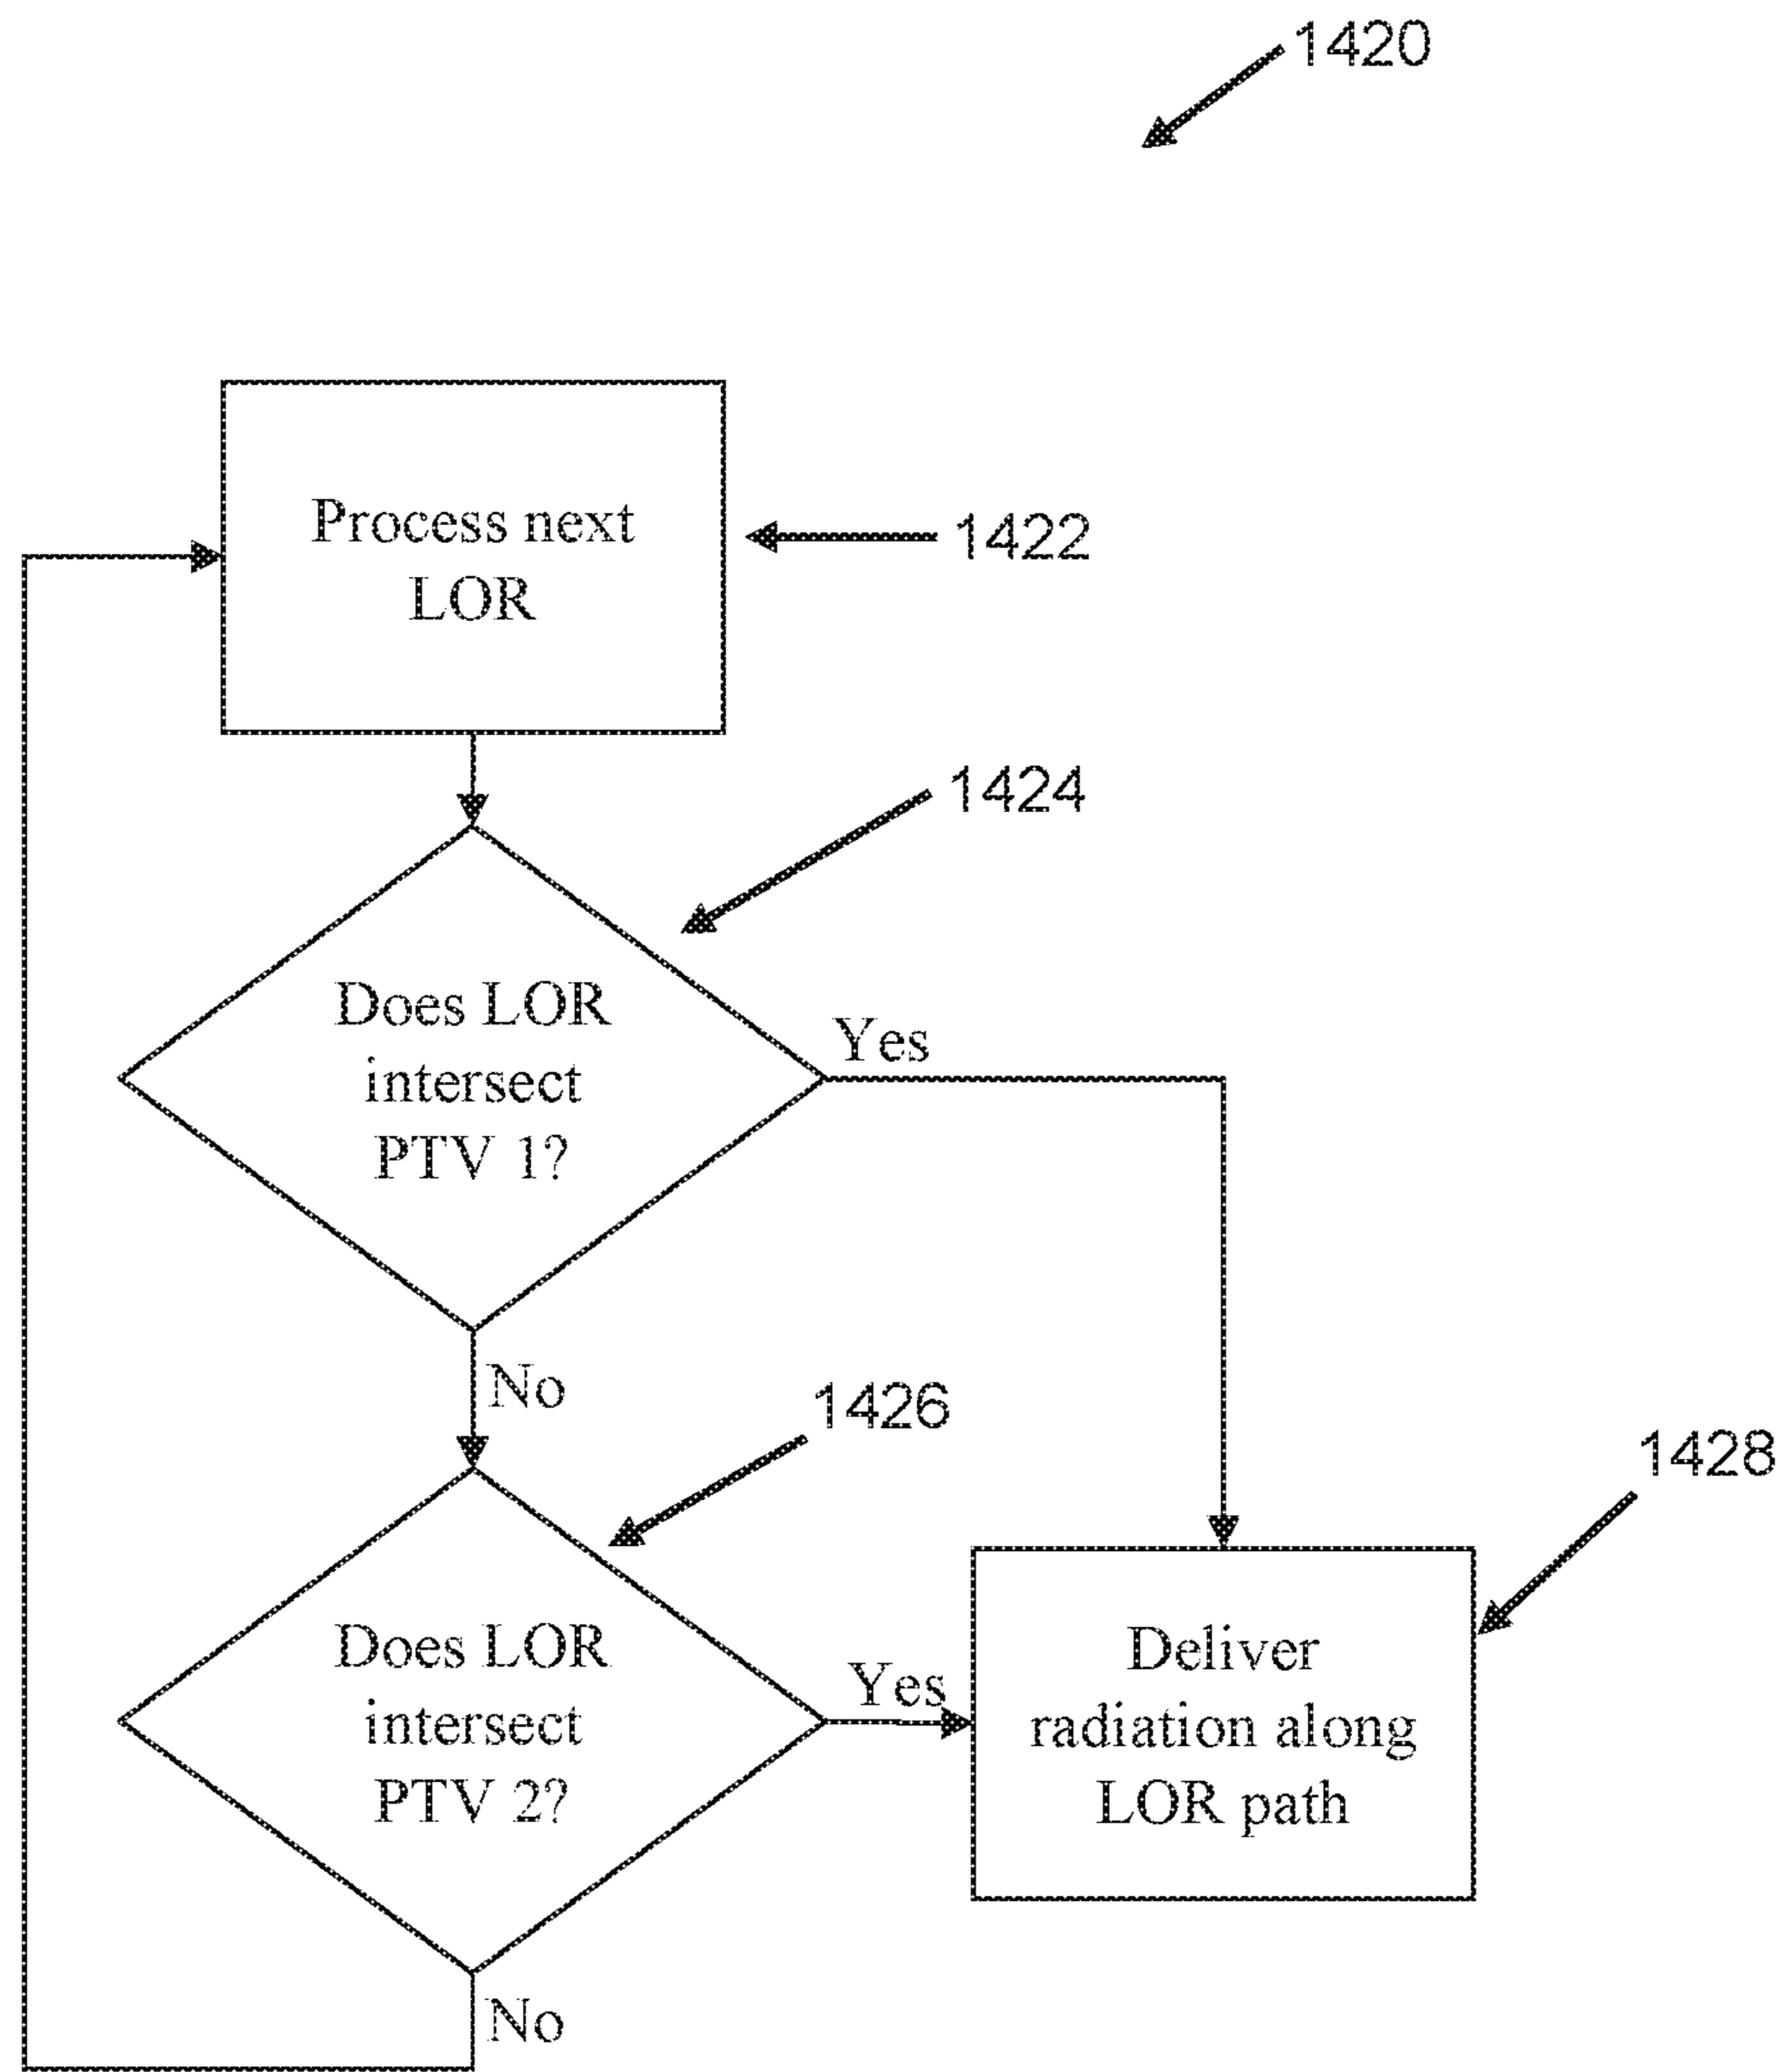 1420
Process next
LOR
1422
1424
Does LOR
intersect
PTV 1?
Yes
No
1426
1428
Does LOR
intersect
PTV 2?
Yes
Deliver
radiation along
LOR path
No